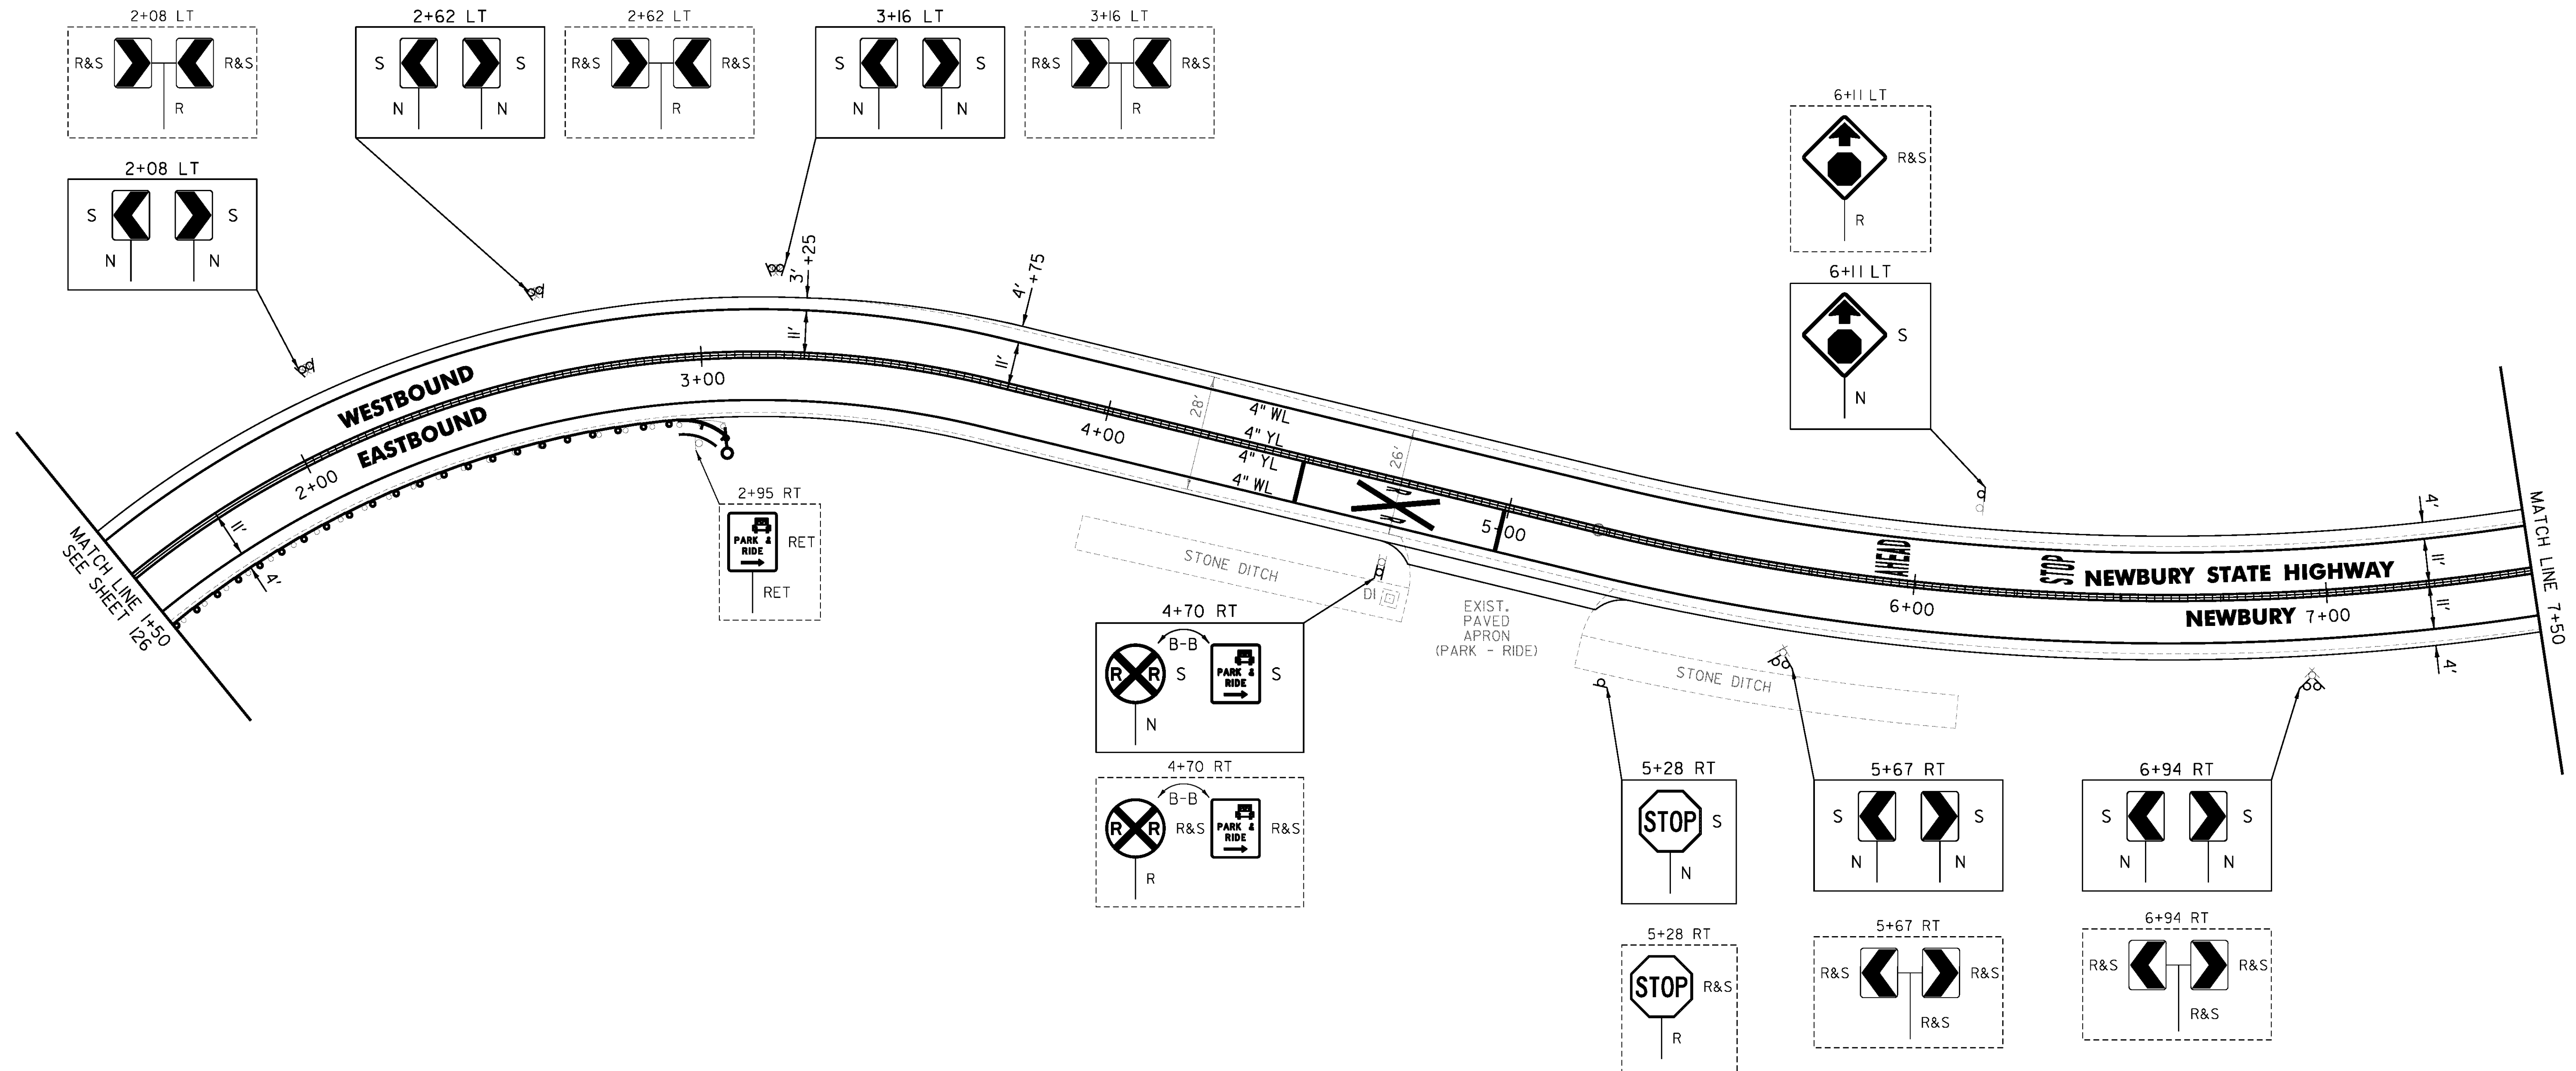 2+08 LT
R&S R&S
R
2+62 LT
S S
N N
2+62 LT
R&S R&S
R
3+16 LT
S S
N N
3+16 LT
R&S R&S
R
2+08 LT
S S
N N
6+11 LT
R&S
R
6+11 LT
S
N
3' +25
4' +75
11'
11'
WESTBOUND
EASTBOUND
2+00
3+00
4+00
5+00
6+00
7+00
11'
4'
MATCH LINE 1+50
SEE SHEET 126
2+95 RT
PARK &
RIDE
RET
RET
28'
26'
4" WL
4" YL
4" YL
4" WL
R R
STONE DITCH
DI
EXIST.
PAVED
APRON
(PARK - RIDE)
STONE DITCH
AHEAD
STOP
NEWBURY STATE HIGHWAY
NEWBURY
4'
11'
11'
4'
MATCH LINE 7+50
4+70 RT
B-B
R R S
PARK &
RIDE
S
N
4+70 RT
B-B
R R R&S
PARK &
RIDE
R&S
R
5+28 RT
STOP S
N
5+28 RT
STOP R&S
R
5+67 RT
S S
N N
5+67 RT
R&S R&S
R&S
6+94 RT
S S
N N
6+94 RT
R&S R&S
R&S